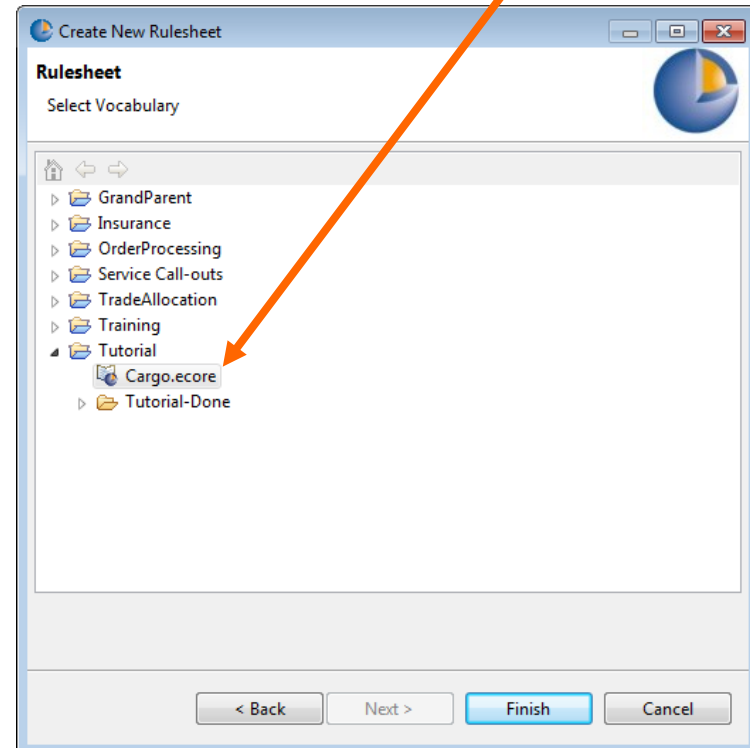 Create New Rulesheet
Rulesheet
Select Vocabulary
GrandParent
Insurance
OrderProcessing
Service Call-outs
TradeAllocation
Training
Tutorial
Cargo.ecore
Tutorial-Done
< Back Next > Finish Cancel